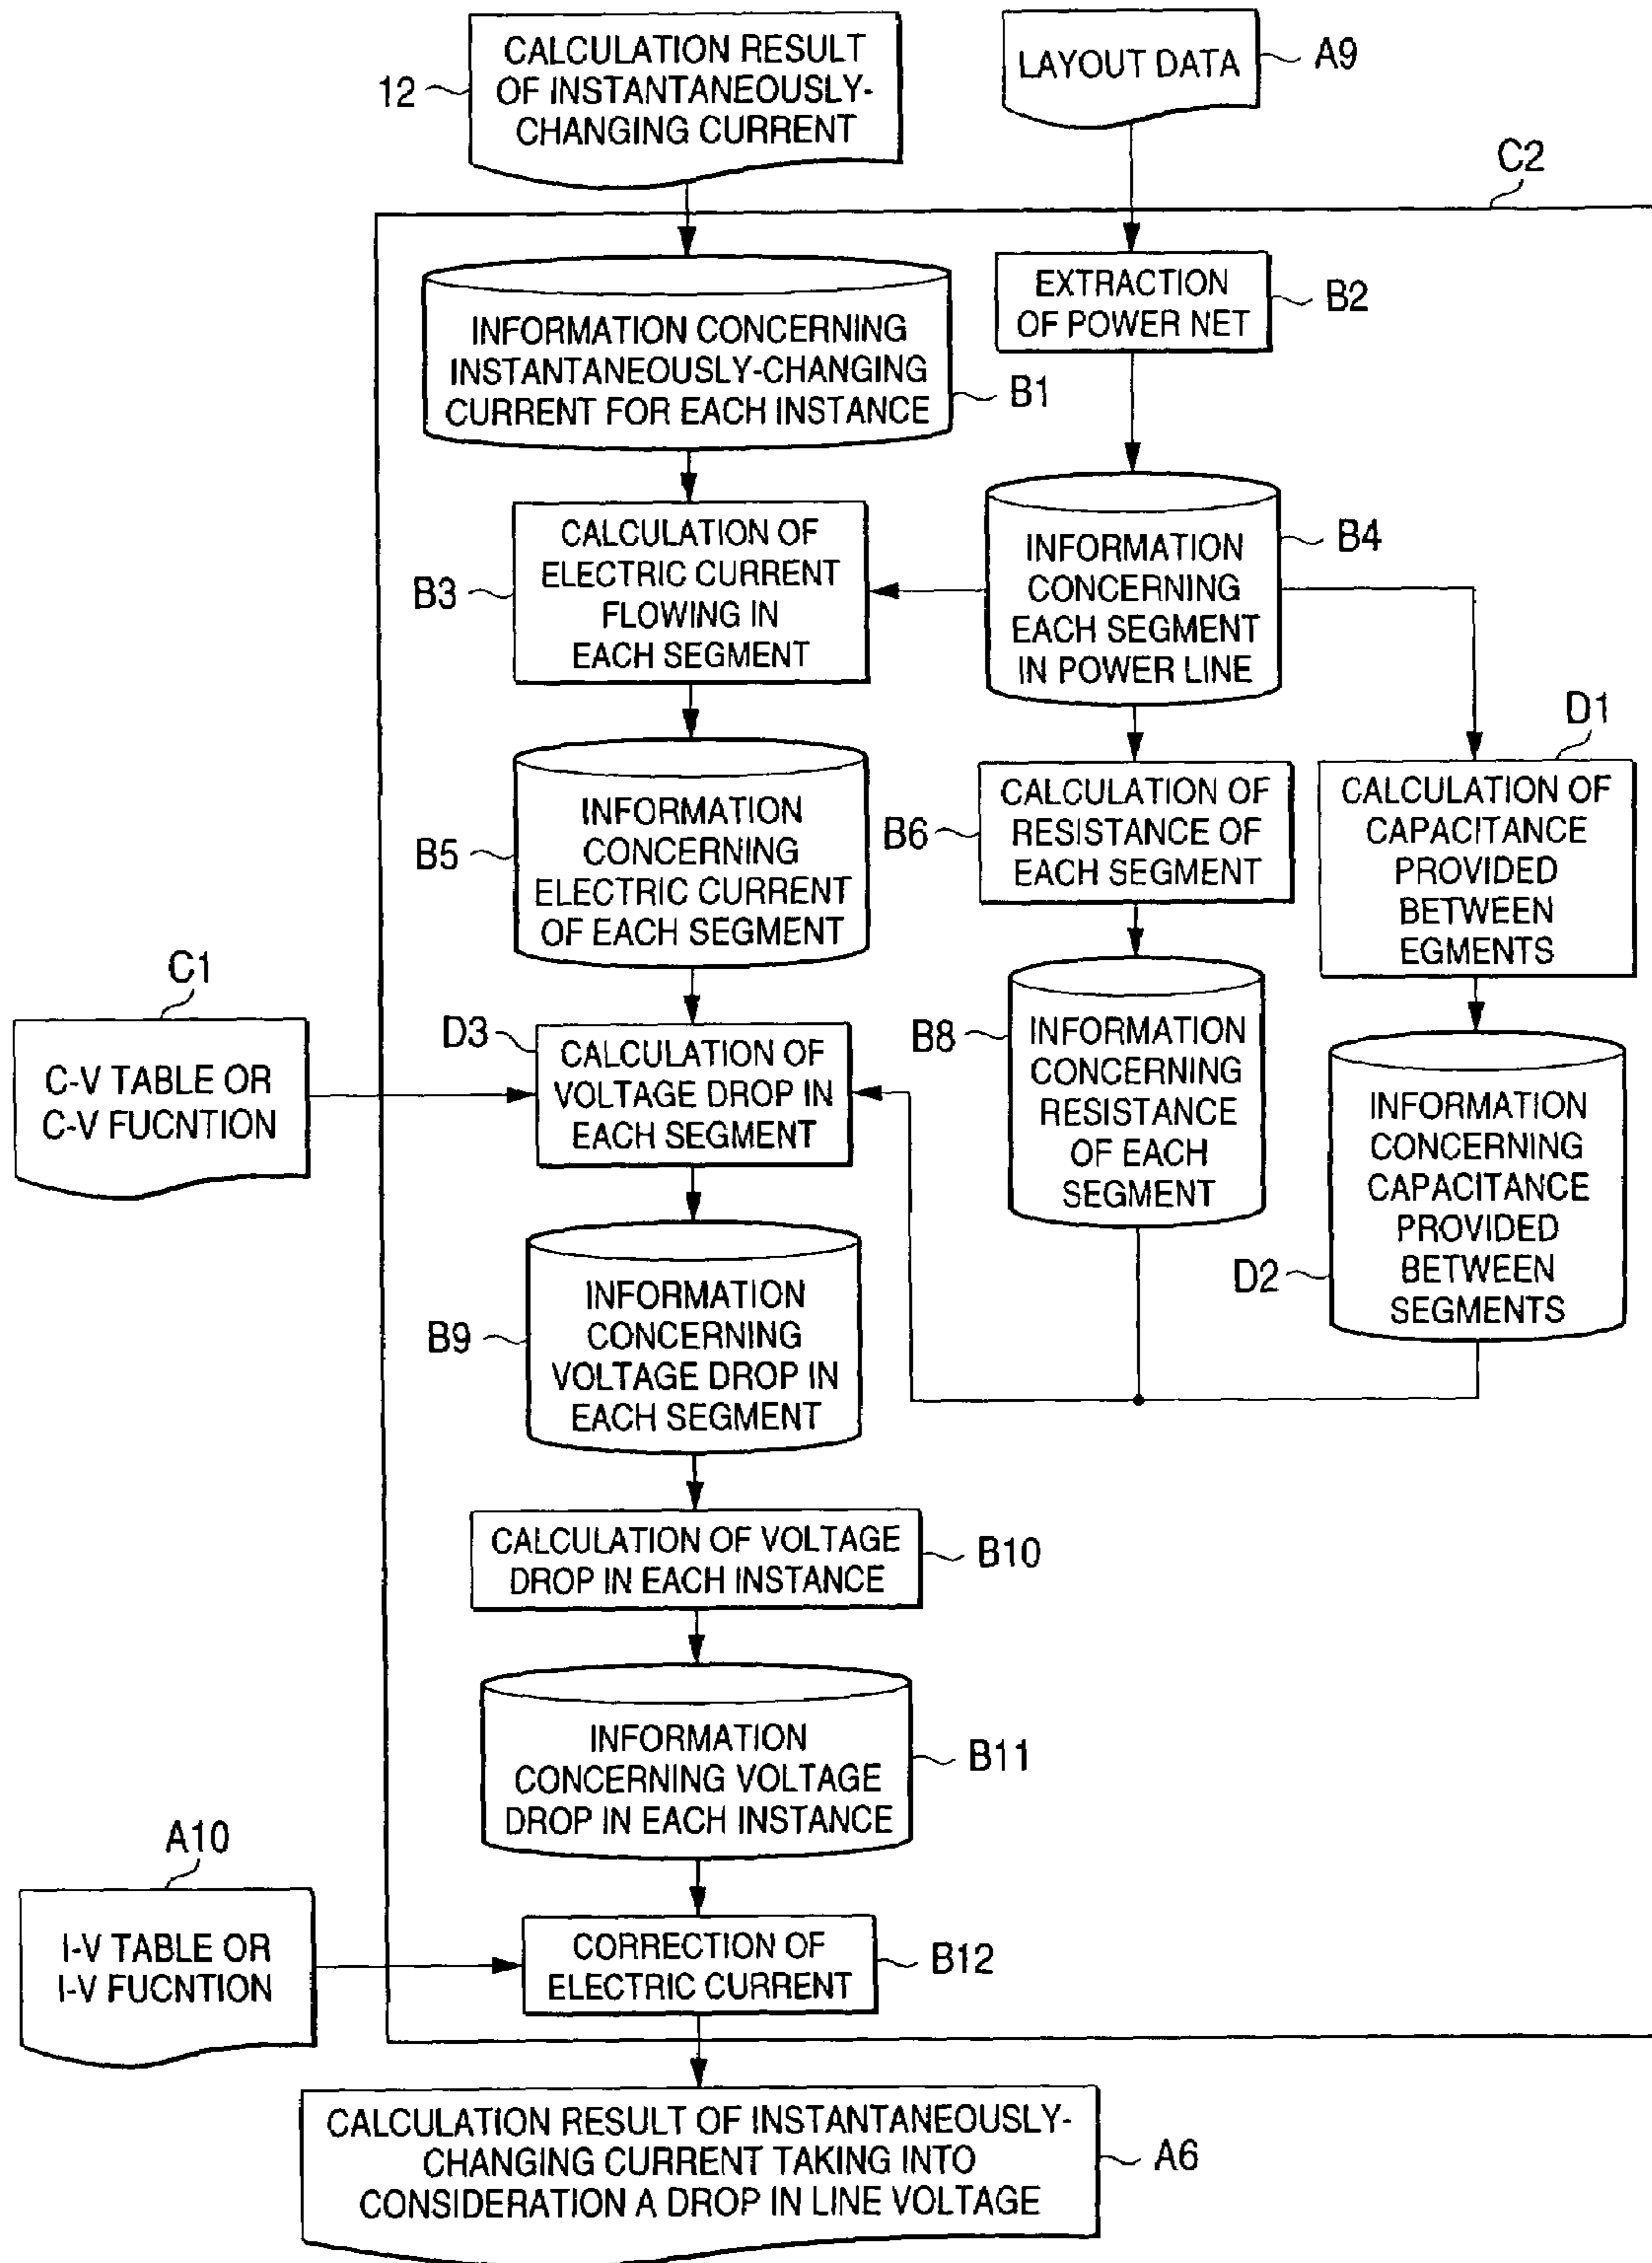 CALCULATION RESULT
OF INSTANTANEOUSLY-
CHANGING CURRENT
12
LAYOUT DATA
A9
C2
INFORMATION CONCERNING
INSTANTANEOUSLY-CHANGING
CURRENT FOR EACH INSTANCE
B1
EXTRACTION
OF POWER NET
B2
CALCULATION OF
ELECTRIC CURRENT
FLOWING IN
EACH SEGMENT
B3
INFORMATION
CONCERNING
EACH SEGMENT
IN POWER LINE
B4
D1
INFORMATION
CONCERNING
ELECTRIC CURRENT
OF EACH SEGMENT
B5
CALCULATION OF
RESISTANCE OF
EACH SEGMENT
B6
CALCULATION OF
CAPACITANCE
PROVIDED
BETWEEN
EGMENTS
C1
C-V TABLE OR
C-V FUCNTION
D3
CALCULATION OF
VOLTAGE DROP IN
EACH SEGMENT
B8
INFORMATION
CONCERNING
RESISTANCE
OF EACH
SEGMENT
INFORMATION
CONCERNING
CAPACITANCE
PROVIDED
BETWEEN
SEGMENTS
D2
B9
INFORMATION
CONCERNING
VOLTAGE DROP IN
EACH SEGMENT
CALCULATION OF VOLTAGE
DROP IN EACH INSTANCE
B10
INFORMATION
CONCERNING VOLTAGE
DROP IN EACH INSTANCE
B11
A10
I-V TABLE OR
I-V FUCNTION
CORRECTION OF
ELECTRIC CURRENT
B12
CALCULATION RESULT OF INSTANTANEOUSLY-
CHANGING CURRENT TAKING INTO
CONSIDERATION A DROP IN LINE VOLTAGE
A6